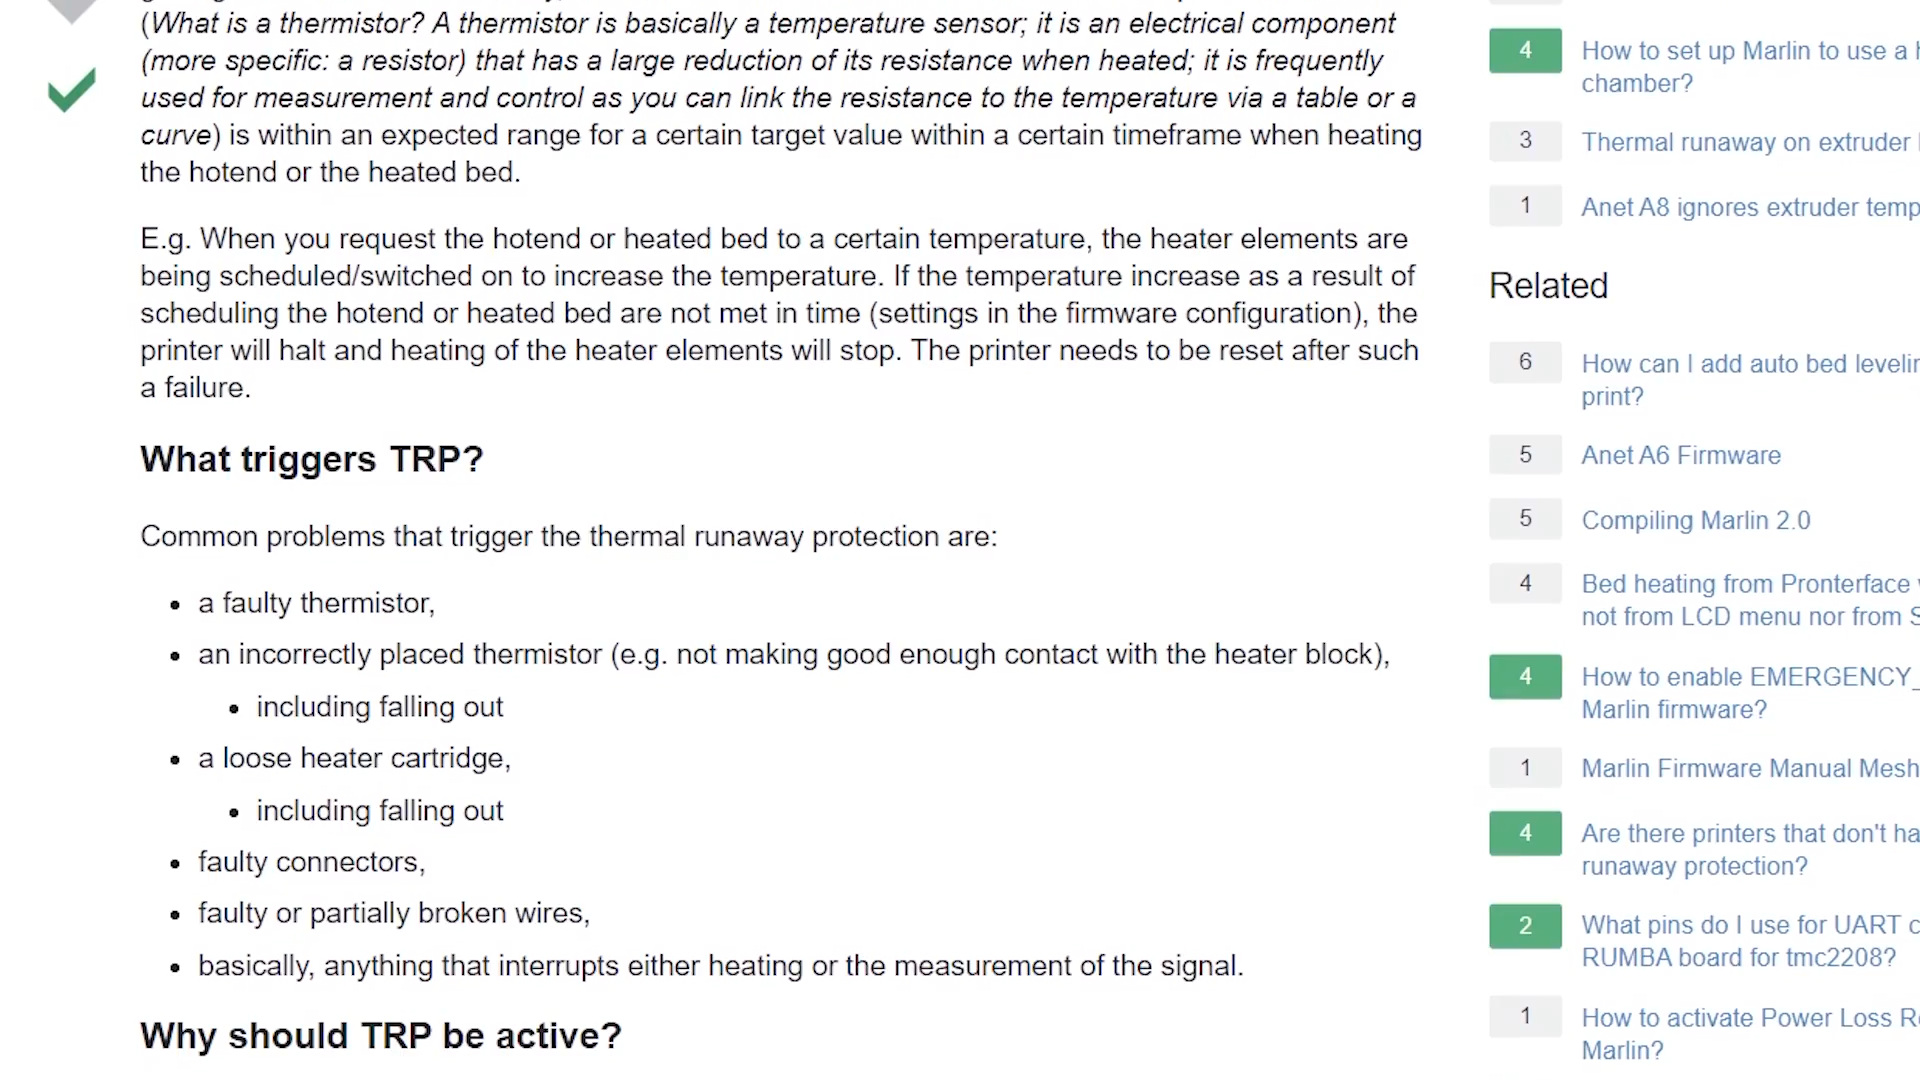 (What is a thermistor? A thermistor is basically a temperature sensor; it is an electrical component
(more specific: a resistor) that has a large reduction of its resistance when heated; it is frequently
used for measurement and control as you can link the resistance to the temperature via a table or a
curve) is within an expected range for a certain target value within a certain timeframe when heating
the hotend or the heated bed.
E.g. When you request the hotend or heated bed to a certain temperature, the heater elements are
being scheduled/switched on to increase the temperature. If the temperature increase as a result of
scheduling the hotend or heated bed are not met in time (settings in the firmware configuration), the
printer will halt and heating of the heater elements will stop. The printer needs to be reset after such
a failure.
What triggers TRP?
Common problems that trigger the thermal runaway protection are:
• a faulty thermistor,
• an incorrectly placed thermistor (e.g. not making good enough contact with the heater block),
• including falling out
• a loose heater cartridge,
• including falling out
• faulty connectors,
• faulty or partially broken wires,
• basically, anything that interrupts either heating or the measurement of the signal.
Why should TRP be active?
4 How to set up Marlin to use a
chamber?
3 Thermal runaway on extruder
1 Anet A8 ignores extruder temp
Related
6 How can I add auto bed levelin
print?
5 Anet A6 Firmware
5 Compiling Marlin 2.0
4 Bed heating from Pronterface
not from LCD menu nor from S
4 How to enable EMERGENCY_
Marlin firmware?
1 Marlin Firmware Manual Mesh
4 Are there printers that don't ha
runaway protection?
2 What pins do I use for UART c
RUMBA board for tmc2208?
1 How to activate Power Loss Re
Marlin?